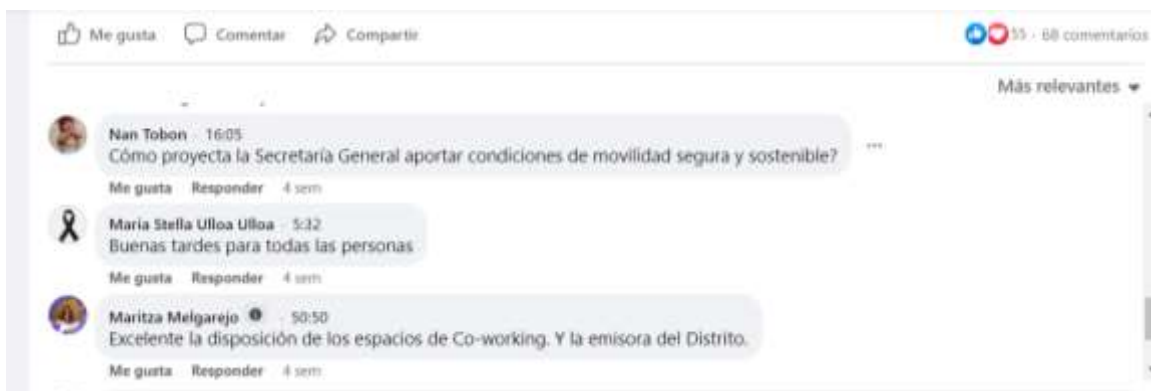 Me gusta Comentar Compartir 55 · 68 comentarios
Más relevantes
Nan Tobon · 16:05
Cómo proyecta la Secretaría General aportar condiciones de movilidad segura y sostenible?
Me gusta Responder 4 sem
Maria Stella Ulloa Ulloa · 5:32
Buenas tardes para todas las personas
Me gusta Responder 4 sem
Maritza Melgarejo · 50:50
Excelente la disposición de los espacios de Co-working. Y la emisora del Distrito.
Me gusta Responder 4 sem